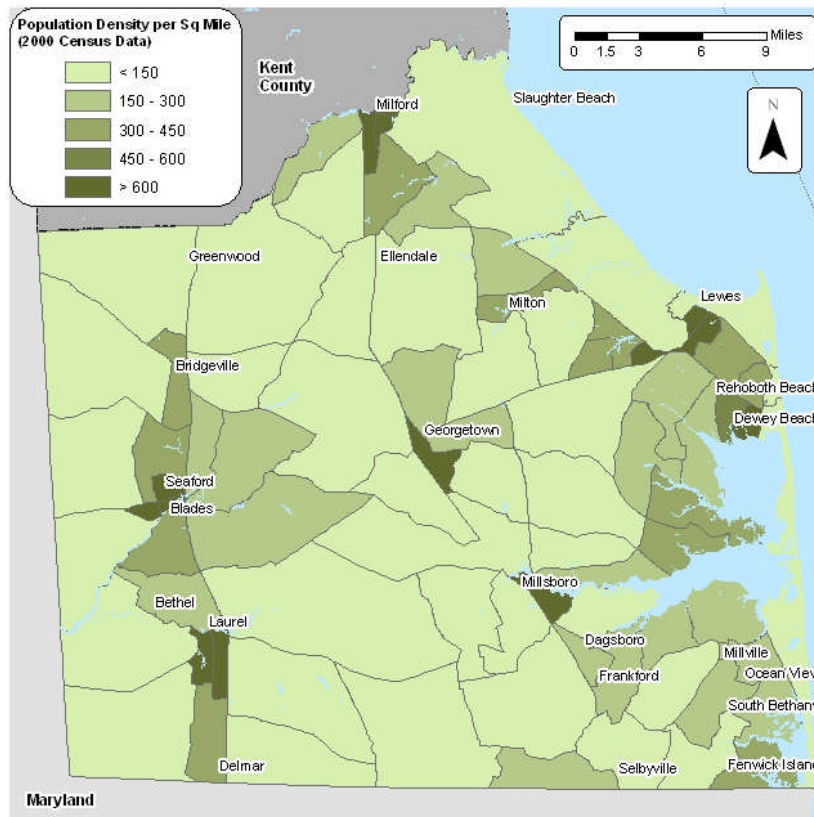 Population Density per Sq Mile
(2000 Census Data)
< 150
150 - 300
300 - 450
450 - 600
> 600
Miles
0 1.5 3 6 9
N
Kent
County
Milford
Slaughter Beach
Greenwood
Ellendale
Milton
Lewes
Bridgeville
Rehoboth Beach
Dewey Beach
Georgetown
Seaford
Blades
Millsboro
Bethel
Laurel
Dagsboro
Millville
Frankford
Ocean View
South Bethany
Delmar
Selbyville
Fenwick Island
Maryland